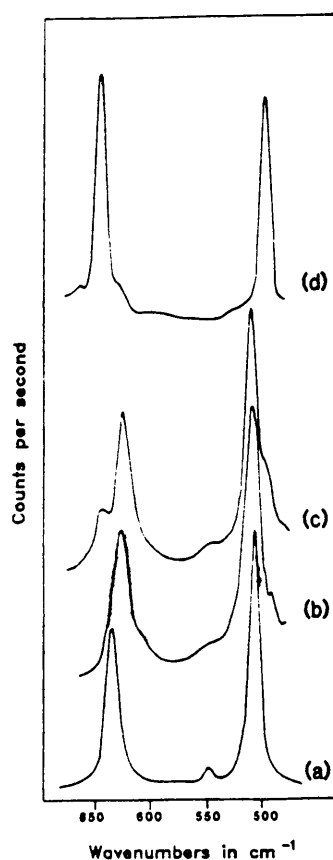 Counts per second
(d)
(c)
(b)
(a)
650 600 550 500
Wavenumbers in cm⁻¹